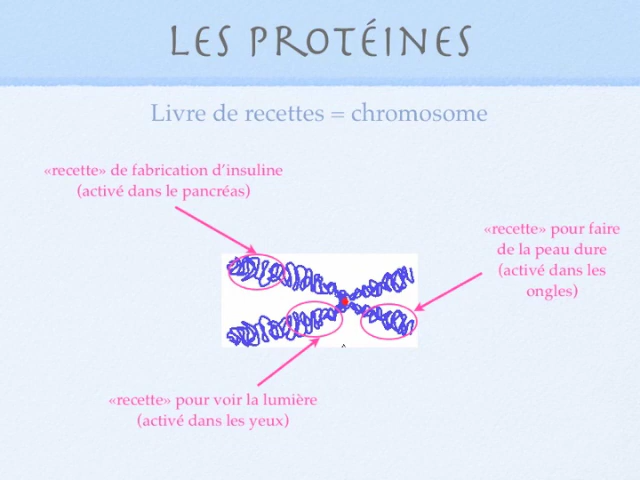 LES PROTÉINES
Livre de recettes = chromosome
«recette» de fabrication d'insuline
(activé dans le pancréas)
«recette» pour faire
de la peau dure
(activé dans les
ongles)
«recette» pour voir la lumière
(activé dans les yeux)